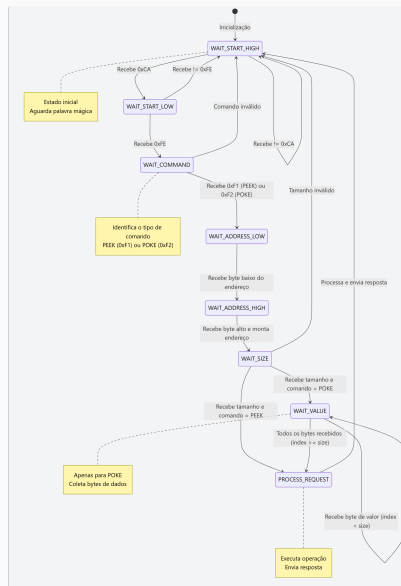 Inicialização
WAIT_START_HIGH
Recebe 0xCA
Recebe != 0xFE
Estado inicial
Aguarda palavra mágica
WAIT_START_LOW
Comando inválido
Recebe 0xFE
Recebe != 0xCA
WAIT_COMMAND
Recebe 0xF1 (PEEK) ou
0xF2 (POKE)
Tamanho inválido
Identifica o tipo de
comando
PEEK (0xF1) ou POKE (0xF2)
WAIT_ADDRESS_LOW
Recebe byte baixo do
endereço
Processa e envia resposta
WAIT_ADDRESS_HIGH
Recebe byte alto e monta
endereço
WAIT_SIZE
Recebe tamanho e
comando = POKE
Recebe tamanho e
comando = PEEK
WAIT_VALUE
Todos os bytes recebidos
(index >= size)
Apenas para POKE
Coleta bytes de dados
PROCESS_REQUEST
Recebe byte de valor (index
< size)
Executa operação
Envia resposta